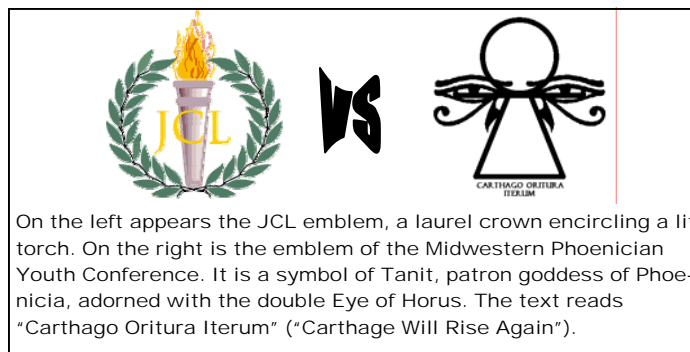 JCL
VS
CARTHAGO ORITURA
ITERUM
On the left appears the JCL emblem, a laurel crown encircling a lit
torch. On the right is the emblem of the Midwestern Phoenician
Youth Conference. It is a symbol of Tanit, patron goddess of Phoe-
nicia, adorned with the double Eye of Horus. The text reads
“Carthago Oritura Iterum” (“Carthage Will Rise Again”).